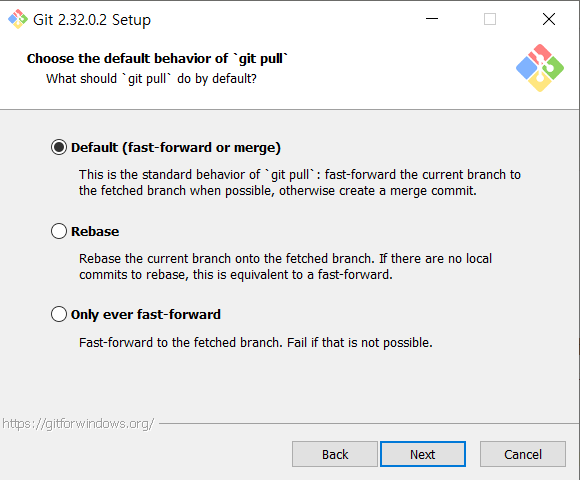 Git 2.32.0.2 Setup
Choose the default behavior of `git pull`
What should `git pull` do by default?
Default (fast-forward or merge)
This is the standard behavior of `git pull`: fast-forward the current branch to
the fetched branch when possible, otherwise create a merge commit.
Rebase
Rebase the current branch onto the fetched branch. If there are no local
commits to rebase, this is equivalent to a fast-forward.
Only ever fast-forward
Fast-forward to the fetched branch. Fail if that is not possible.
https://gitforwindows.org/
Back Next Cancel